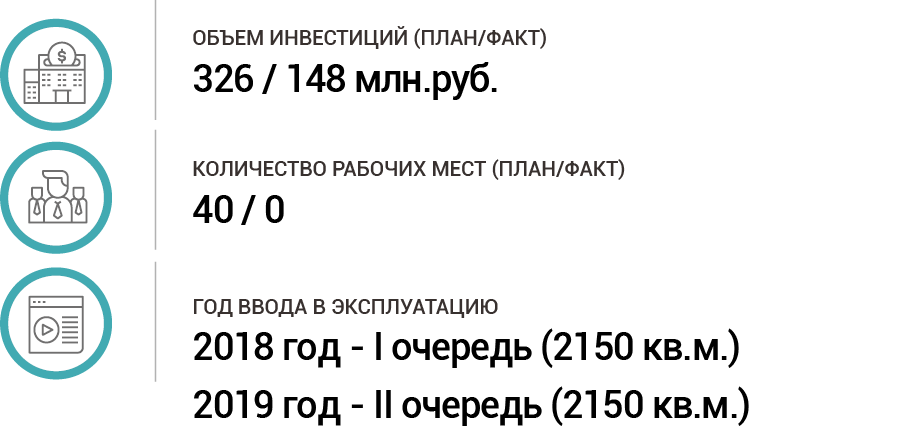 ОБЪЕМ ИНВЕСТИЦИЙ (ПЛАН/ФАКТ)
326 / 148 млн.руб.
КОЛИЧЕСТВО РАБОЧИХ МЕСТ (ПЛАН/ФАКТ)
40 / 0
ГОД ВВОДА В ЭКСПЛУАТАЦИЮ
2018 год - I очередь (2150 кв.м.)
2019 год - II очередь (2150 кв.м.)